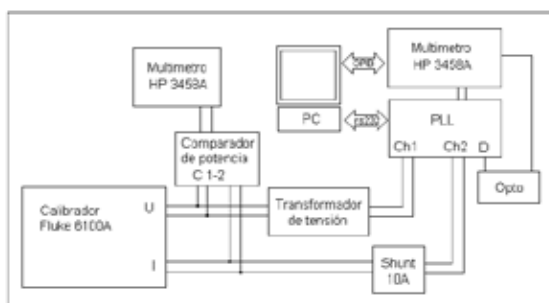 Multimetro
HP 3458A
Multimetro
HP 3458A
GPIB
PC
rs232
PLL
Ch1
Ch2
D
Comparador
de potencia
C 1-2
Opto
Calibrador
Fluke 6100A
U
I
Transformador
de tensión
Shunt
10A